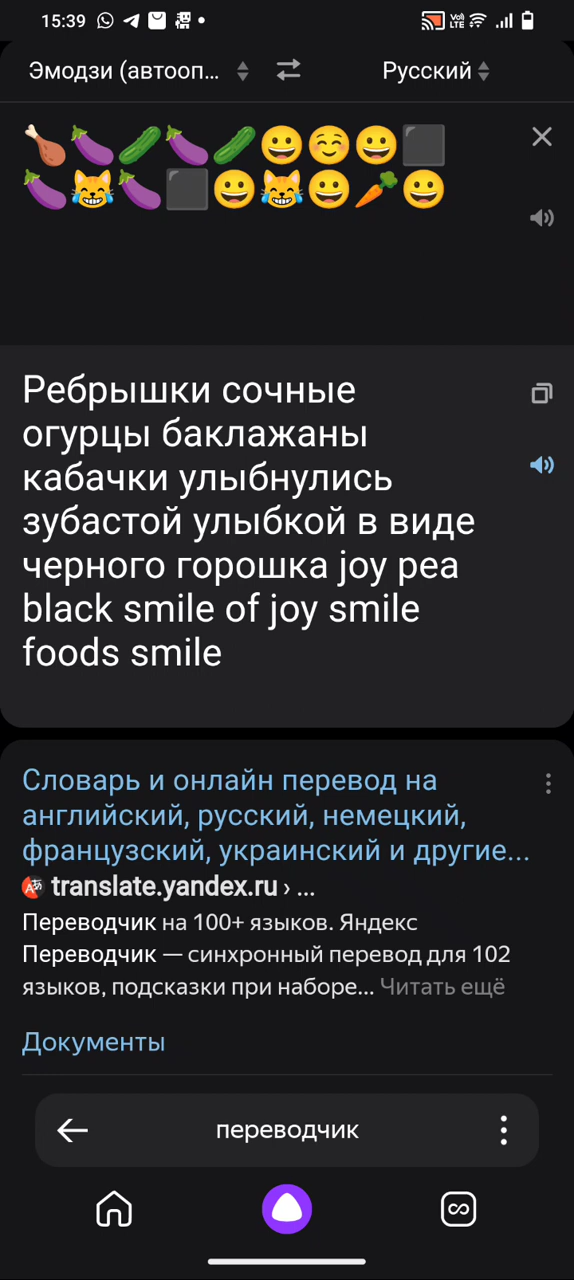 15:39
Vo) LTE
Эмодзи (автооп...
Русский
🍗🍆🥒🍆🥒😀☺️😀⬛
🍆😹🍆⬛😀😹😀🥕😀
Ребрышки сочные
огурцы баклажаны
кабачки улыбнулись
зубастой улыбкой в виде
черного горошка joy pea
black smile of joy smile
foods smile
Словарь и онлайн перевод на
английский, русский, немецкий,
французский, украинский и другие...
translate.yandex.ru › ...
Переводчик на 100+ языков. Яндекс
Переводчик — синхронный перевод для 102
языков, подсказки при наборе... Читать ещё
Документы
переводчик